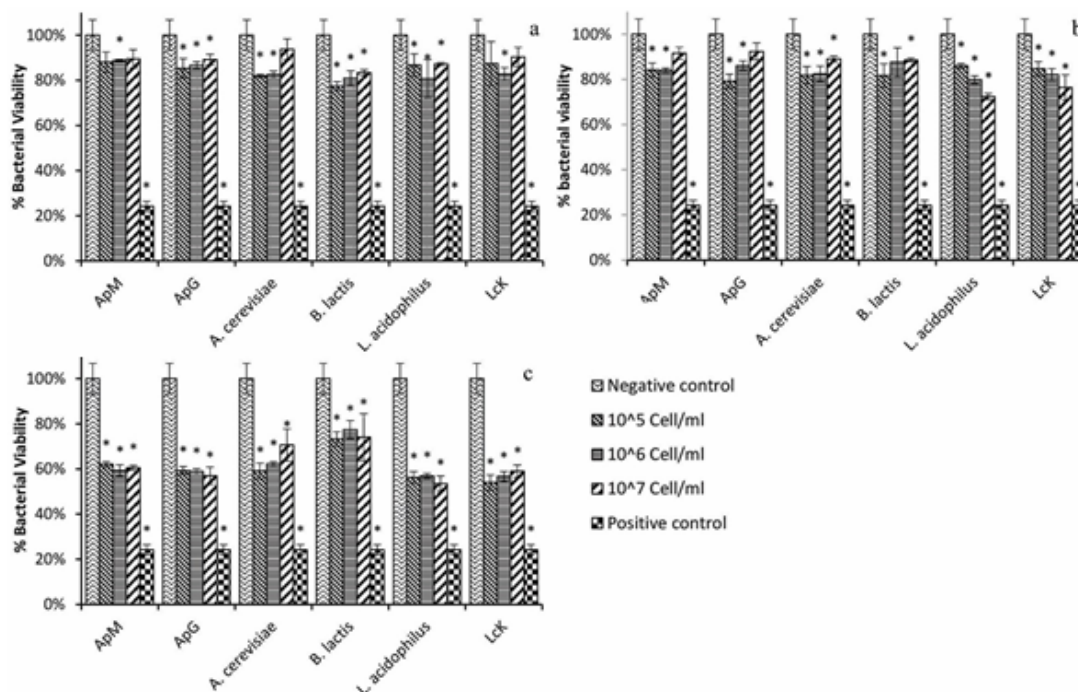 a
% Bacterial Viability
100%
80%
60%
40%
20%
0%
* * * * * * * * * * * * * * * * * * * *
ApM
ApG
A. cerevisiae
B. lactis
L. acidophilus
LcK
b
% bacterial viability
100%
80%
60%
40%
20%
0%
ApM
ApG
A. cerevisiae
B. lactis
L. acidophilus
LcK
c
% Bacterial Viability
100%
80%
60%
40%
20%
0%
ApM
ApG
A. cerevisiae
B. lactis
L. acidophilus
LcK
Negative control
10^5 Cell/ml
10^6 Cell/ml
10^7 Cell/ml
Positive control